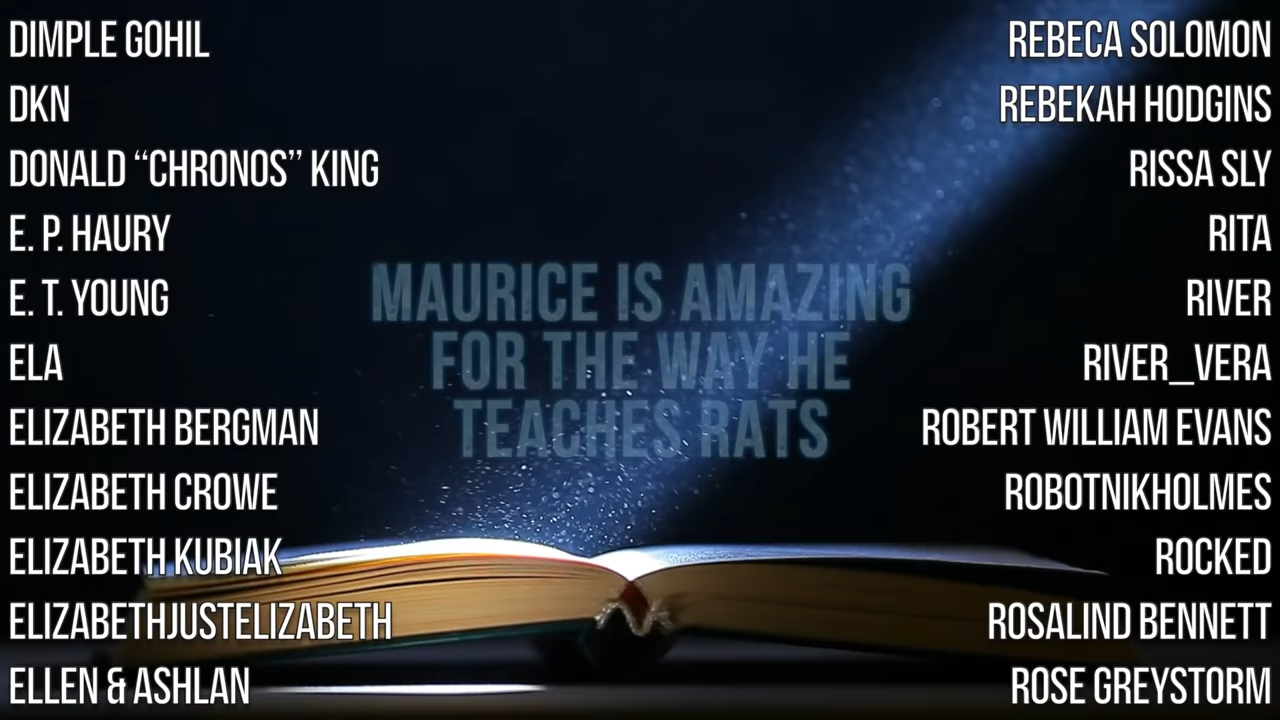 DIMPLE GOHIL
DKN
DONALD “CHRONOS” KING
E. P. HAURY
E. T. YOUNG
ELA
ELIZABETH BERGMAN
ELIZABETH CROWE
ELIZABETH KUBIAK
ELIZABETHJUSTELIZABETH
ELLEN & ASHLAN
MAURICE IS AMAZING
FOR THE WAY HE
TEACHES RATS
REBECA SOLOMON
REBEKAH HODGINS
RISSA SLY
RITA
RIVER
RIVER_VERA
ROBERT WILLIAM EVANS
ROBOTNIKHOLMES
ROCKED
ROSALIND BENNETT
ROSE GREYSTORM